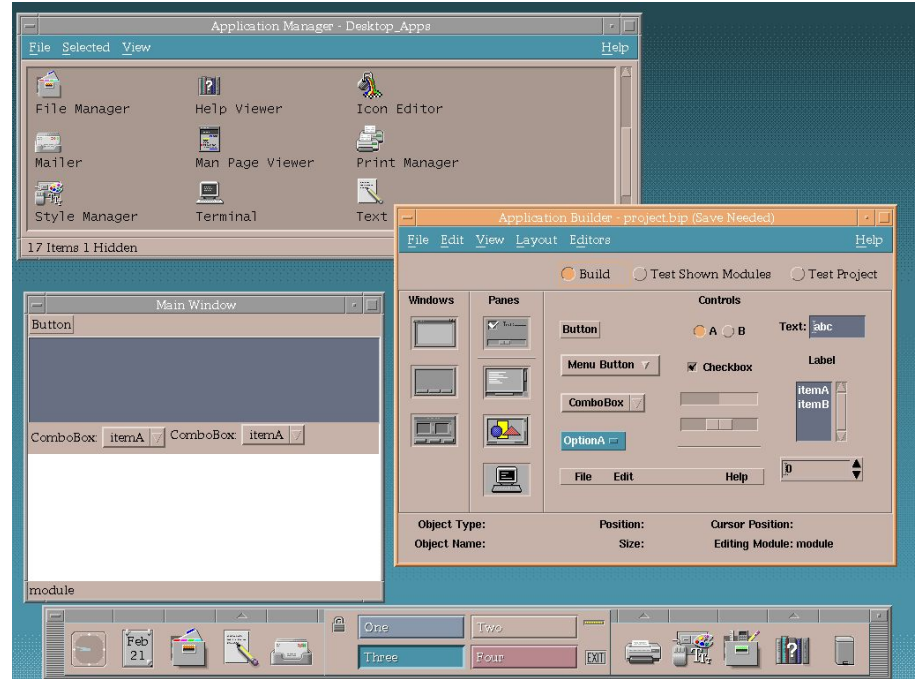 Application Manager - Desktop_Apps
File Selected View Help
File Manager Help Viewer Icon Editor
Mailer Man Page Viewer Print Manager
Style Manager Terminal Text
17 Items 1 Hidden
Application Builder - project.bip (Save Needed)
File Edit View Layout Editors Help
Build Test Shown Modules Test Project
Windows Panes Controls
Button A B Text: abc
Menu Button Checkbox Label
itemA
itemB
ComboBox
OptionA
File Edit Help
0
Object Type: Position: Cursor Position:
Object Name: Size: Editing Module: module
Main Window
Button
ComboBox: itemA ComboBox: itemA
module
Feb
21
One Two
Three Four
EXIT